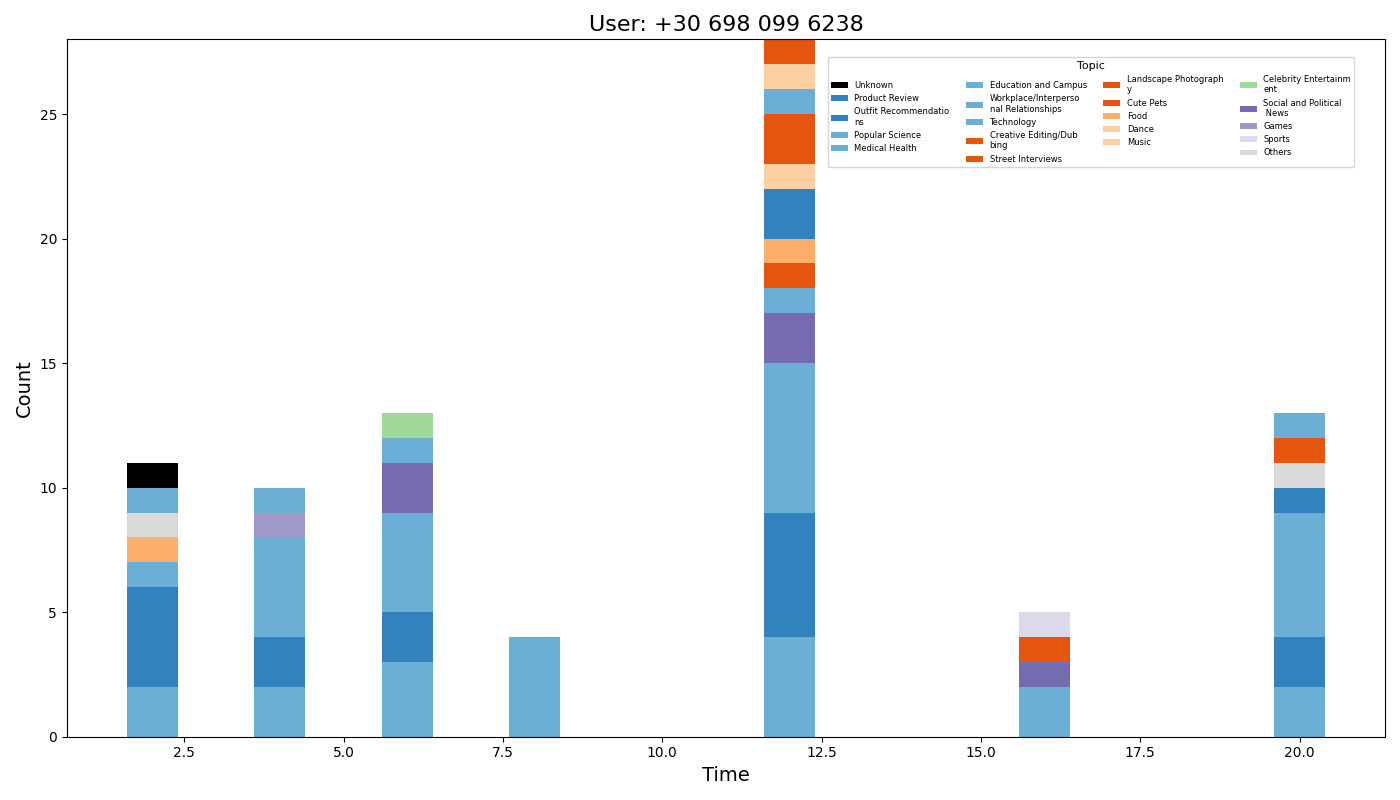 User: +30 698 099 6238
Count
25
20
15
10
5
0
2.5
5.0
7.5
10.0
12.5
15.0
17.5
20.0
Time
Topic
Unknown
Product Review
Outfit Recommendatio
ns
Popular Science
Medical Health
Education and Campus
Workplace/Interperso
nal Relationships
Technology
Creative Editing/Dub
bing
Street Interviews
Landscape Photograph
y
Cute Pets
Food
Dance
Music
Celebrity Entertainm
ent
Social and Political
News
Games
Sports
Others